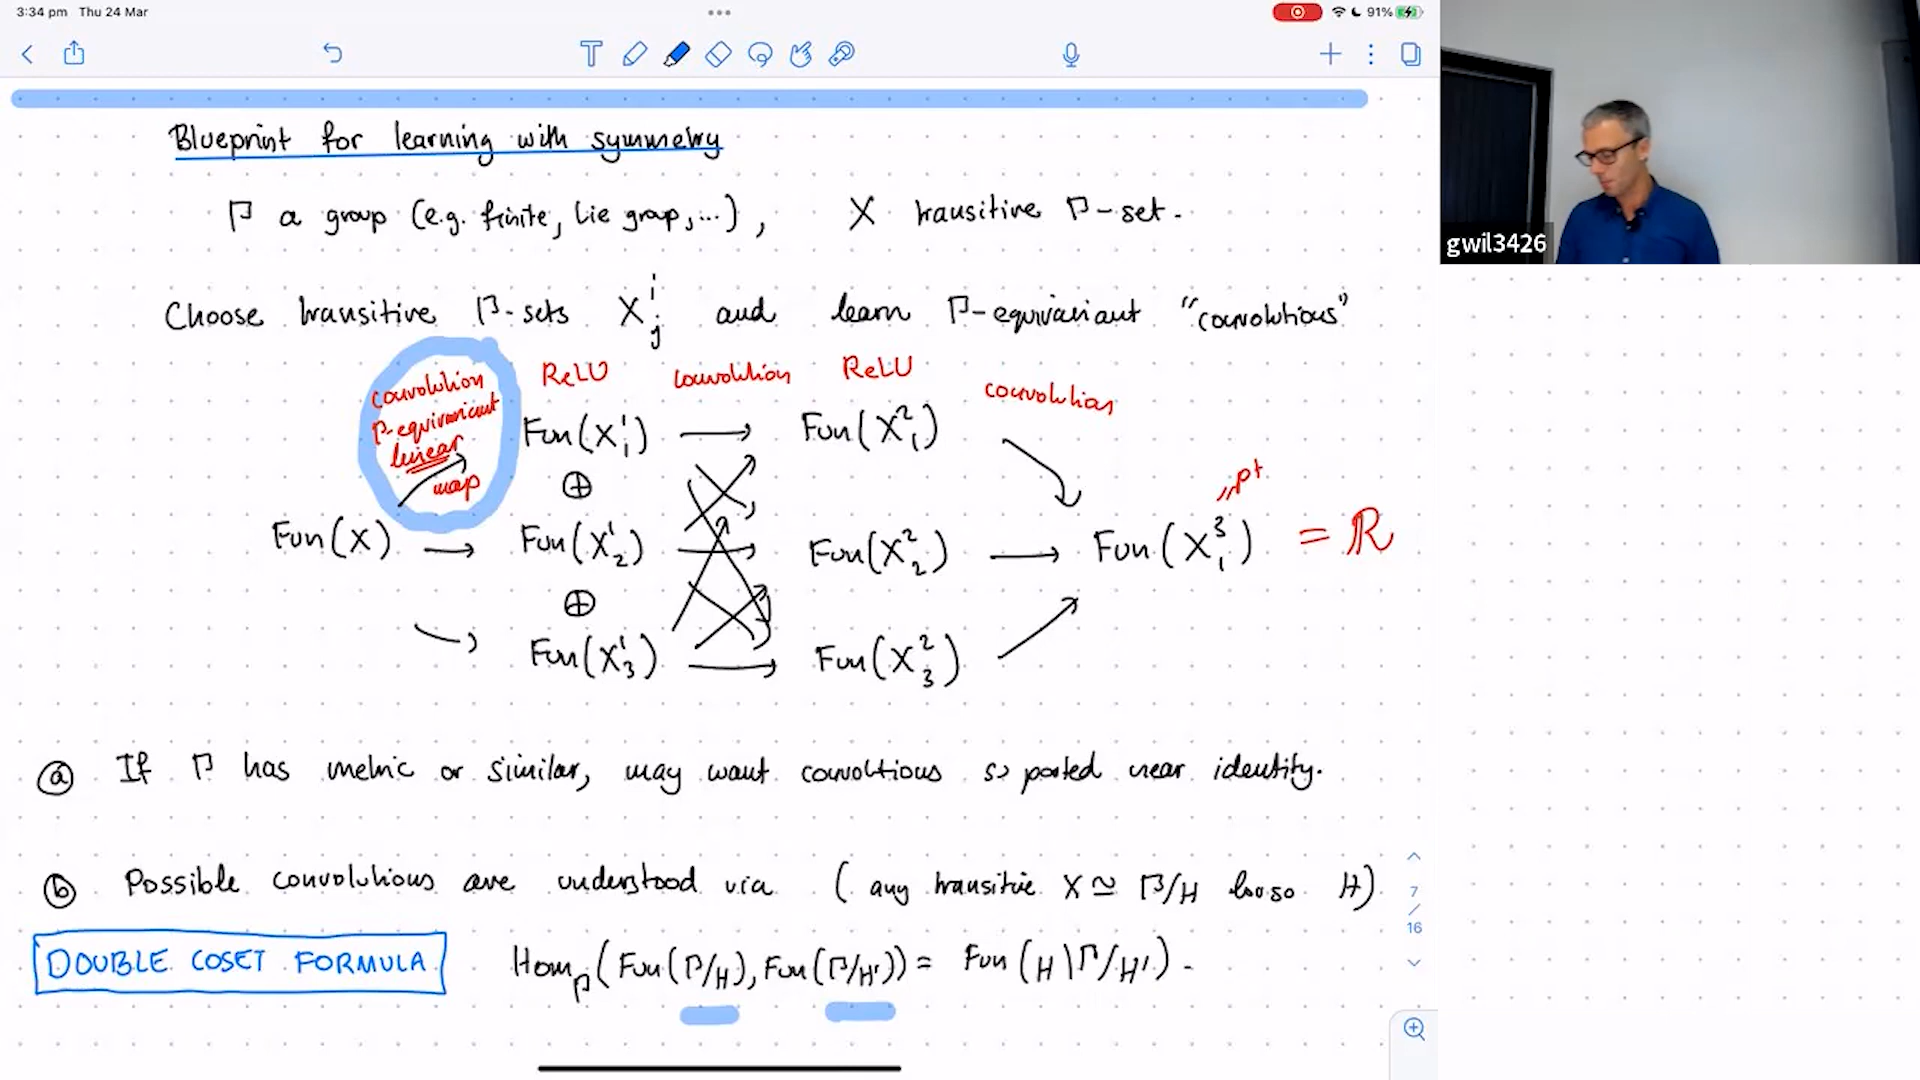 3:34 pm Thu 24 Mar
91%
gwil3426
Blueprint for learning with symmetry
Γ a group (e.g. finite, Lie group, ...), X transitive Γ-set.
Choose transitive Γ-sets X^i_j and learn Γ-equivariant "convolutions"
convolution ReLU convolution ReLU convolution
Γ-equivariant
linear
map
Fun(X^1_1) Fun(X^2_1)
⊕
pt
Fun(X) → Fun(X^1_2) → Fun(X^2_2) → Fun(X^3_1) = ℝ
⊕
Fun(X^1_3) → Fun(X^2_3)
ⓐ If Γ has metric or similar, may want convoltious supported near identity.
ⓑ Possible convolutions are understood via (any transitive X ≅ Γ/H H)
7
/
16
DOUBLE COSET FORMULA Hom_Γ(Fun(Γ/H), Fun(Γ/H')) = Fun(H\Γ/H').